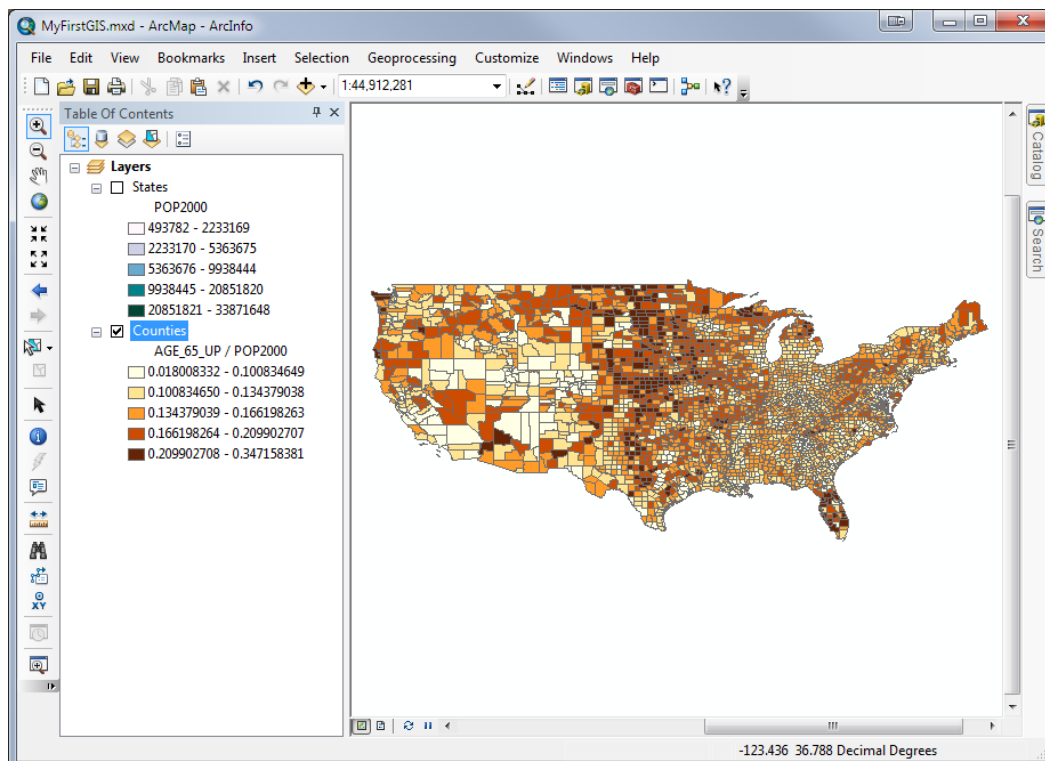 MyFirstGIS.mxd - ArcMap - ArcInfo
File Edit View Bookmarks Insert Selection Geoprocessing Customize Windows Help
1:44,912,281
Table Of Contents
Layers
States
POP2000
493782 - 2233169
2233170 - 5363675
5363676 - 9938444
9938445 - 20851820
20851821 - 33871648
Counties
AGE_65_UP / POP2000
0.018008332 - 0.100834649
0.100834650 - 0.134379038
0.134379039 - 0.166198263
0.166198264 - 0.209902707
0.209902708 - 0.347158381
XY
Catalog
Search
-123.436 36.788 Decimal Degrees